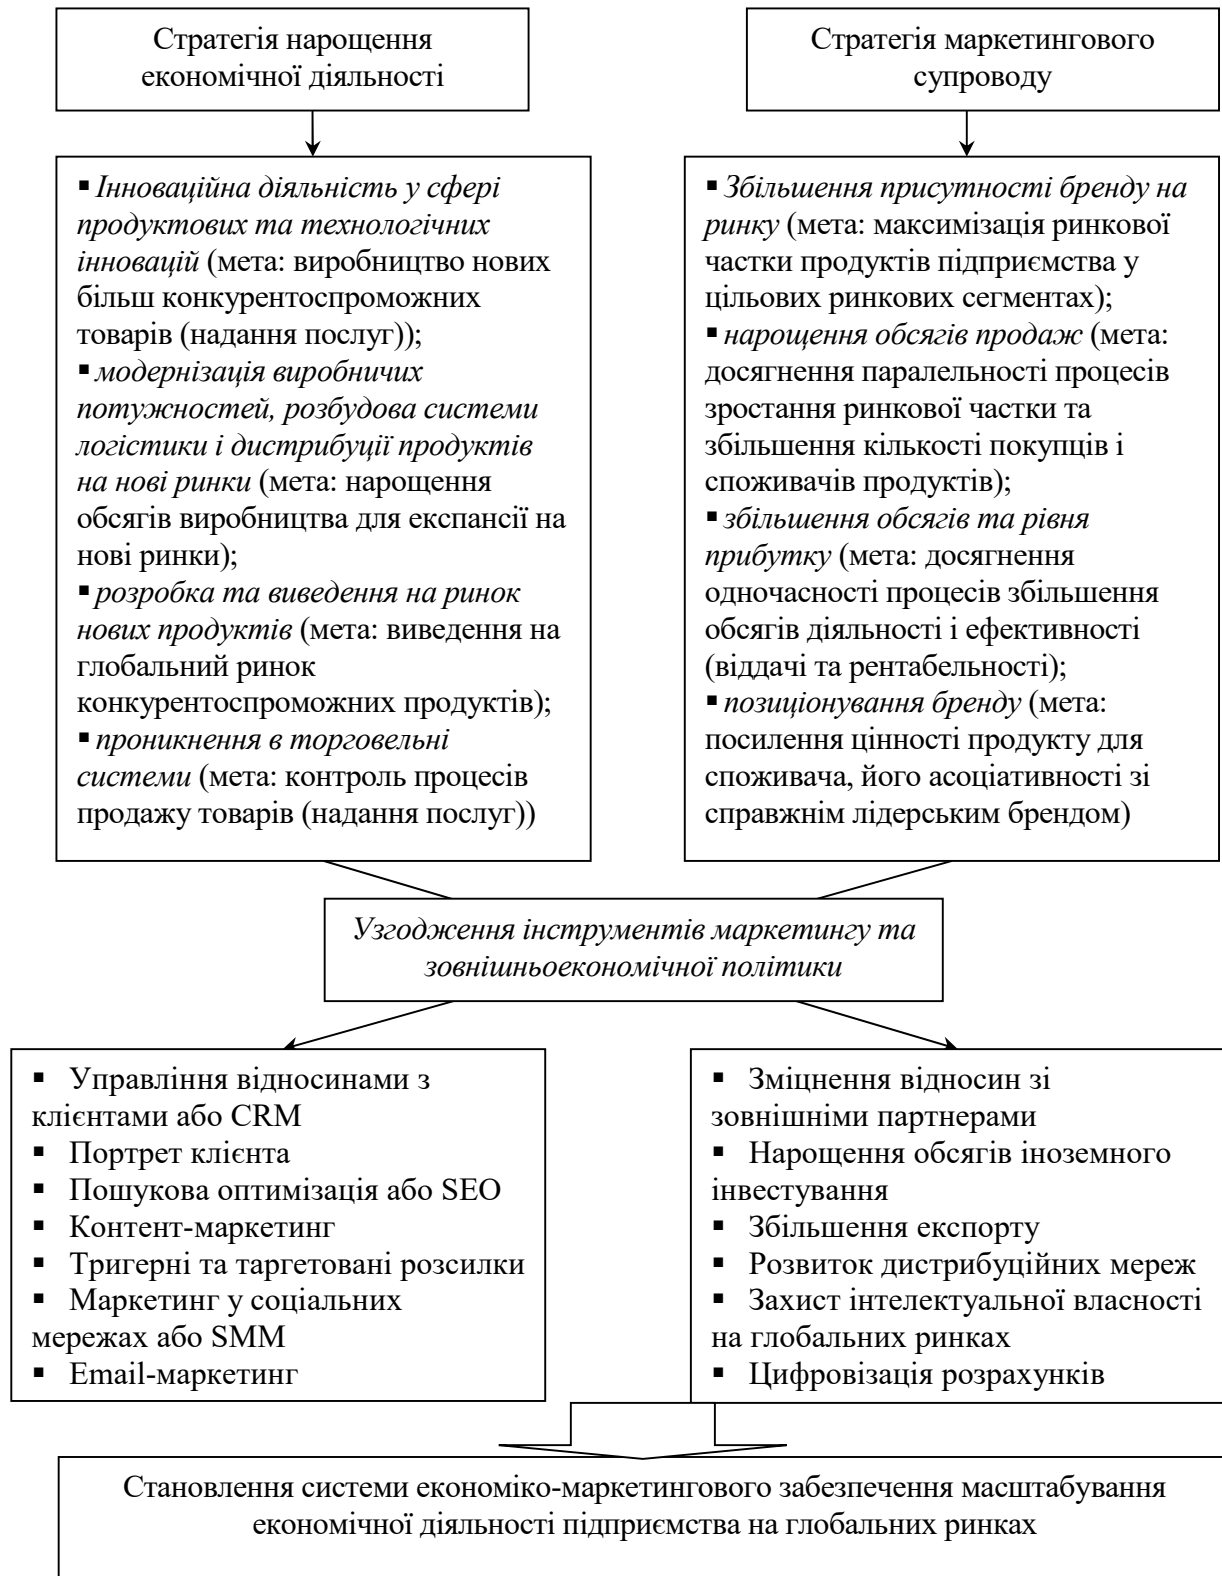 Стратегія нарощення
економічної діяльності
Стратегія маркетингового
супроводу
▪ Інноваційна діяльність у сфері
продуктових та технологічних
інновацій (мета: виробництво нових
більш конкурентоспроможних
товарів (надання послуг));
▪ модернізація виробничих
потужностей, розбудова системи
логістики і дистрибуції продуктів
на нові ринки (мета: нарощення
обсягів виробництва для експансії на
нові ринки);
▪ розробка та виведення на ринок
нових продуктів (мета: виведення на
глобальний ринок
конкурентоспроможних продуктів);
▪ проникнення в торговельні
системи (мета: контроль процесів
продажу товарів (надання послуг))
▪ Збільшення присутності бренду на
ринку (мета: максимізація ринкової
частки продуктів підприємства у
цільових ринкових сегментах);
▪ нарощення обсягів продаж (мета:
досягнення паралельності процесів
зростання ринкової частки та
збільшення кількості покупців і
споживачів продуктів);
▪ збільшення обсягів та рівня
прибутку (мета: досягнення
одночасності процесів збільшення
обсягів діяльності і ефективності
(віддачі та рентабельності);
▪ позиціонування бренду (мета:
посилення цінності продукту для
споживача, його асоціативності зі
справжнім лідерським брендом)
Узгодження інструментів маркетингу та
зовнішньоекономічної політики
▪ Управління відносинами з
клієнтами або CRM
▪ Портрет клієнта
▪ Пошукова оптимізація або SEO
▪ Контент-маркетинг
▪ Тригерні та таргетовані розсилки
▪ Маркетинг у соціальних
мережах або SMM
▪ Email-маркетинг
▪ Зміцнення відносин зі
зовнішніми партнерами
▪ Нарощення обсягів іноземного
інвестування
▪ Збільшення експорту
▪ Розвиток дистрибуційних мереж
▪ Захист інтелектуальної власності
на глобальних ринках
▪ Цифровізація розрахунків
Становлення системи економіко-маркетингового забезпечення масштабування
економічної діяльності підприємства на глобальних ринках